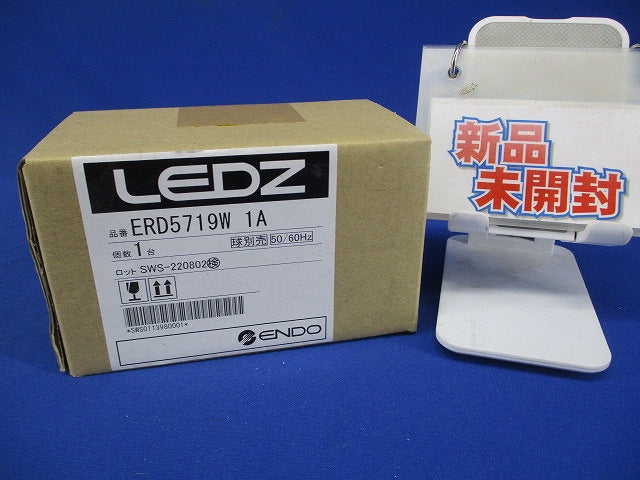 LEDZ
品番 ERD5719W 1A
個数 1 台
球別売 50/60Hz
ロット SWS-220802
*SWS0113980001*
ENDO
新品
未開封